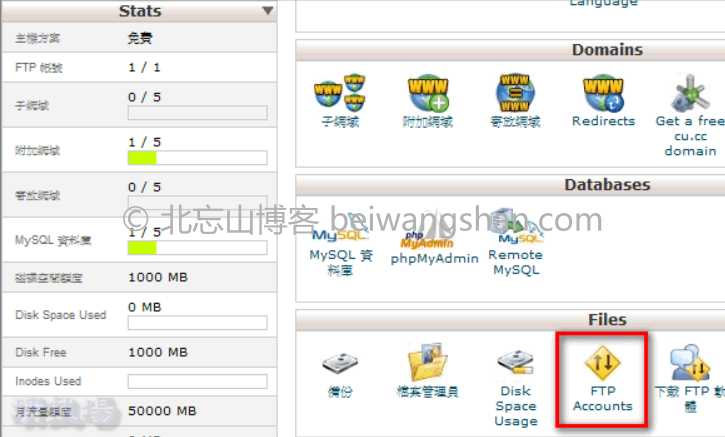 Stats
主機方案
免費
FTP 帳號
1 / 1
子網域
0 / 5
附加網域
1 / 5
寄放網域
0 / 5
MySQL 資料庫
1 / 5
磁碟空間額度
1000 MB
Disk Space Used
0 MB
Disk Free
1000 MB
Inodes Used
月流量額度
50000 MB
Language
Domains
子網域
附加網域
寄放網域
Redirects
Get a free
cu.cc
domain
Databases
MySQL 資
料庫
phpMyAdmin
Remote
MySQL
Files
備份
檔案管理員
Disk
Space
Usage
FTP
Accounts
下載 FTP 軟
體
© 北忘山博客 beiwangshan.com